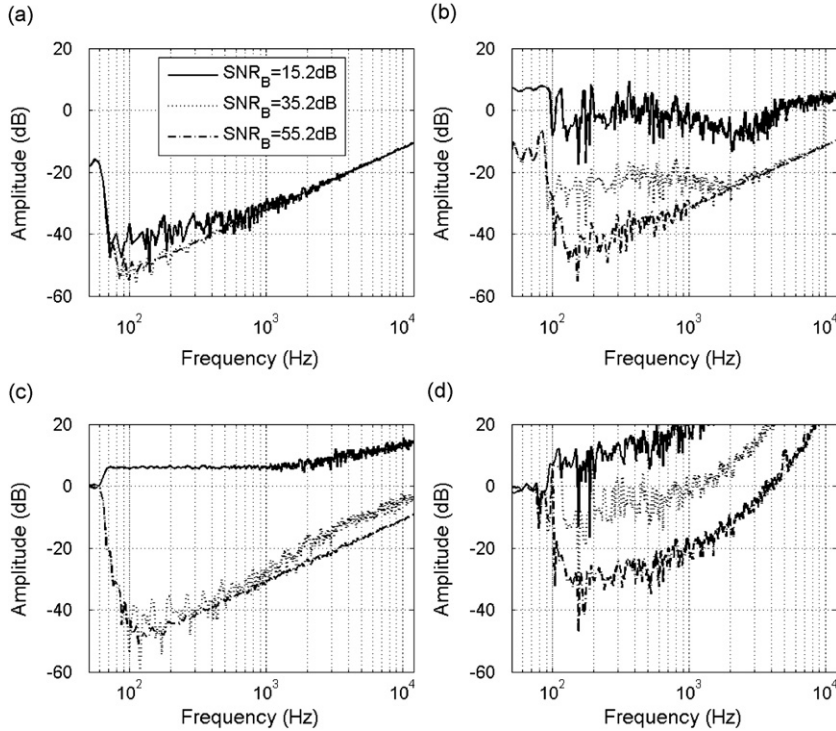 (a)
20
0
-20
-40
-60
Amplitude (dB)
SNR_B=15.2dB
SNR_B=35.2dB
SNR_B=55.2dB
10^2
10^3
10^4
Frequency (Hz)
(b)
20
0
-20
-40
-60
Amplitude (dB)
10^2
10^3
10^4
Frequency (Hz)
(c)
20
0
-20
-40
-60
Amplitude (dB)
10^2
10^3
10^4
Frequency (Hz)
(d)
20
0
-20
-40
-60
Amplitude (dB)
10^2
10^3
10^4
Frequency (Hz)